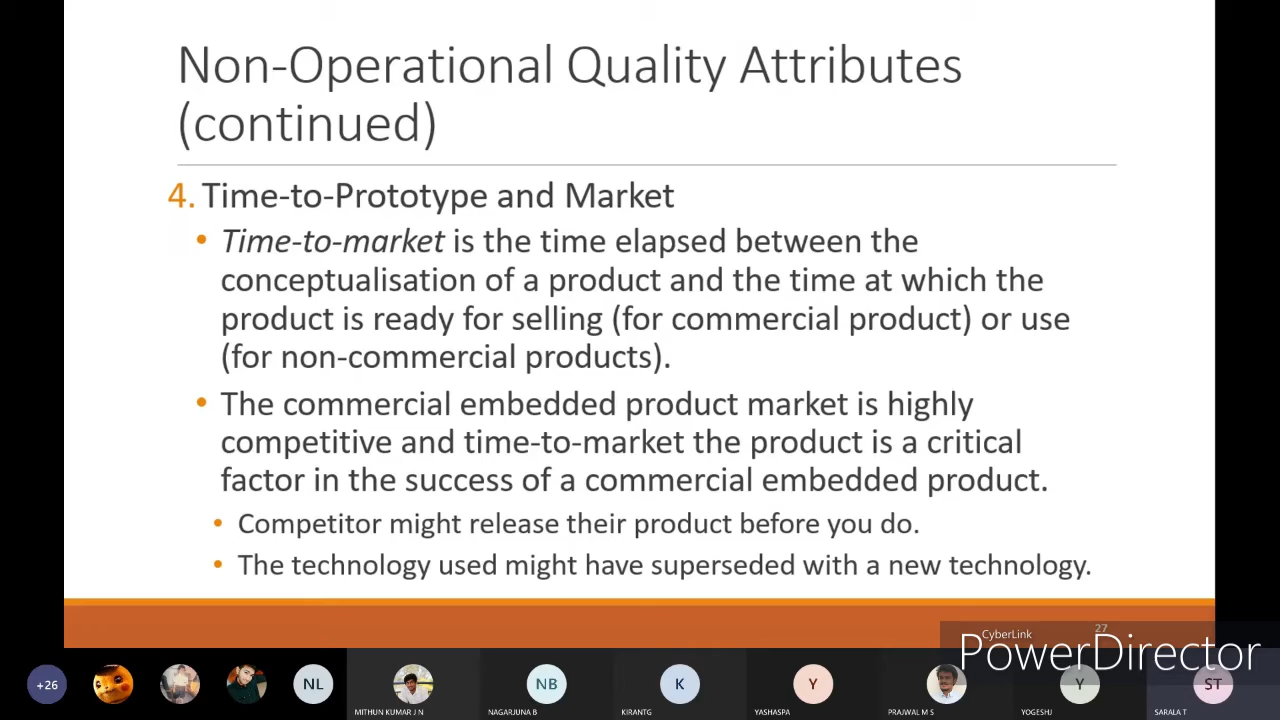 Non-Operational Quality Attributes
(continued)
4. Time-to-Prototype and Market
• Time-to-market is the time elapsed between the
conceptualisation of a product and the time at which the
product is ready for selling (for commercial product) or use
(for non-commercial products).
• The commercial embedded product market is highly
competitive and time-to-market the product is a critical
factor in the success of a commercial embedded product.
• Competitor might release their product before you do.
• The technology used might have superseded with a new technology.
27
CyberLink
PowerDirector
+26
NL
NB
K
Y
Y
ST
MITHUN KUMAR J N
NAGARJUNA B
KIRANTG
YASHASPA
PRAJWAL M S
YOGESHJ
SARALA T